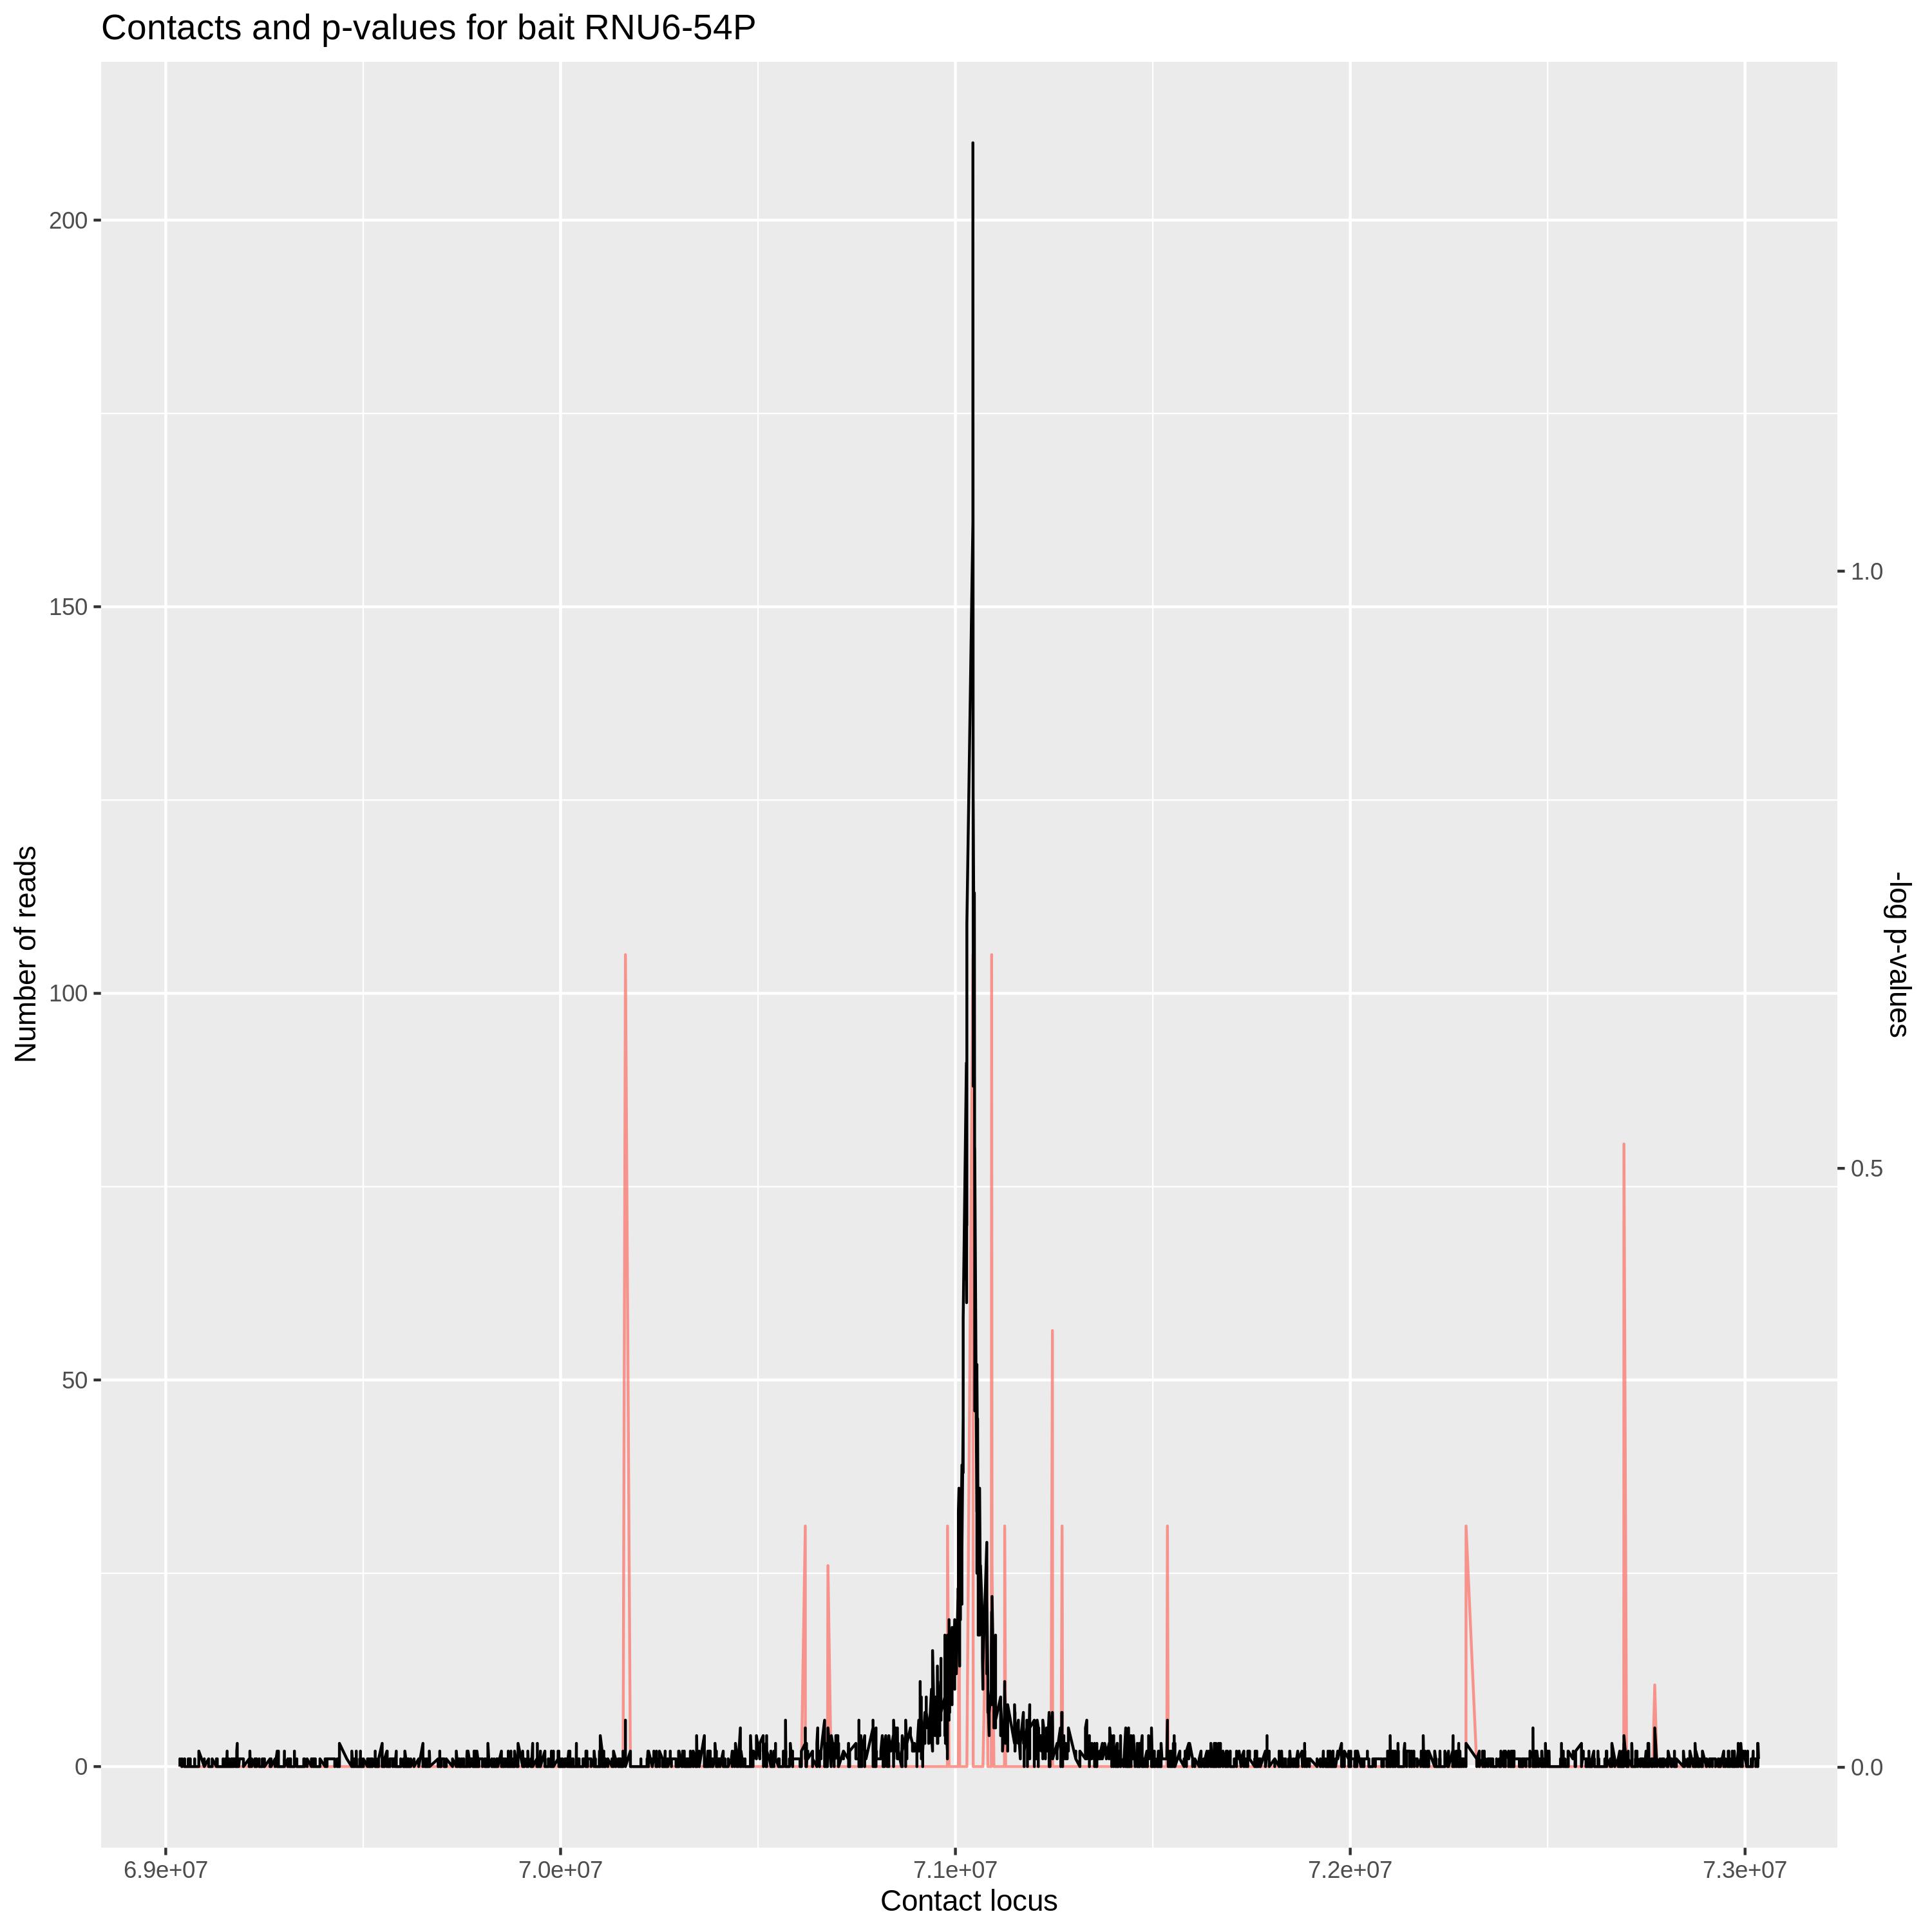 Contacts and p-values for bait RNU6-54P
200
150
100
50
0
Number of reads
1.0
0.5
0.0
-log p-values
6.9e+07
7.0e+07
7.1e+07
7.2e+07
7.3e+07
Contact locus